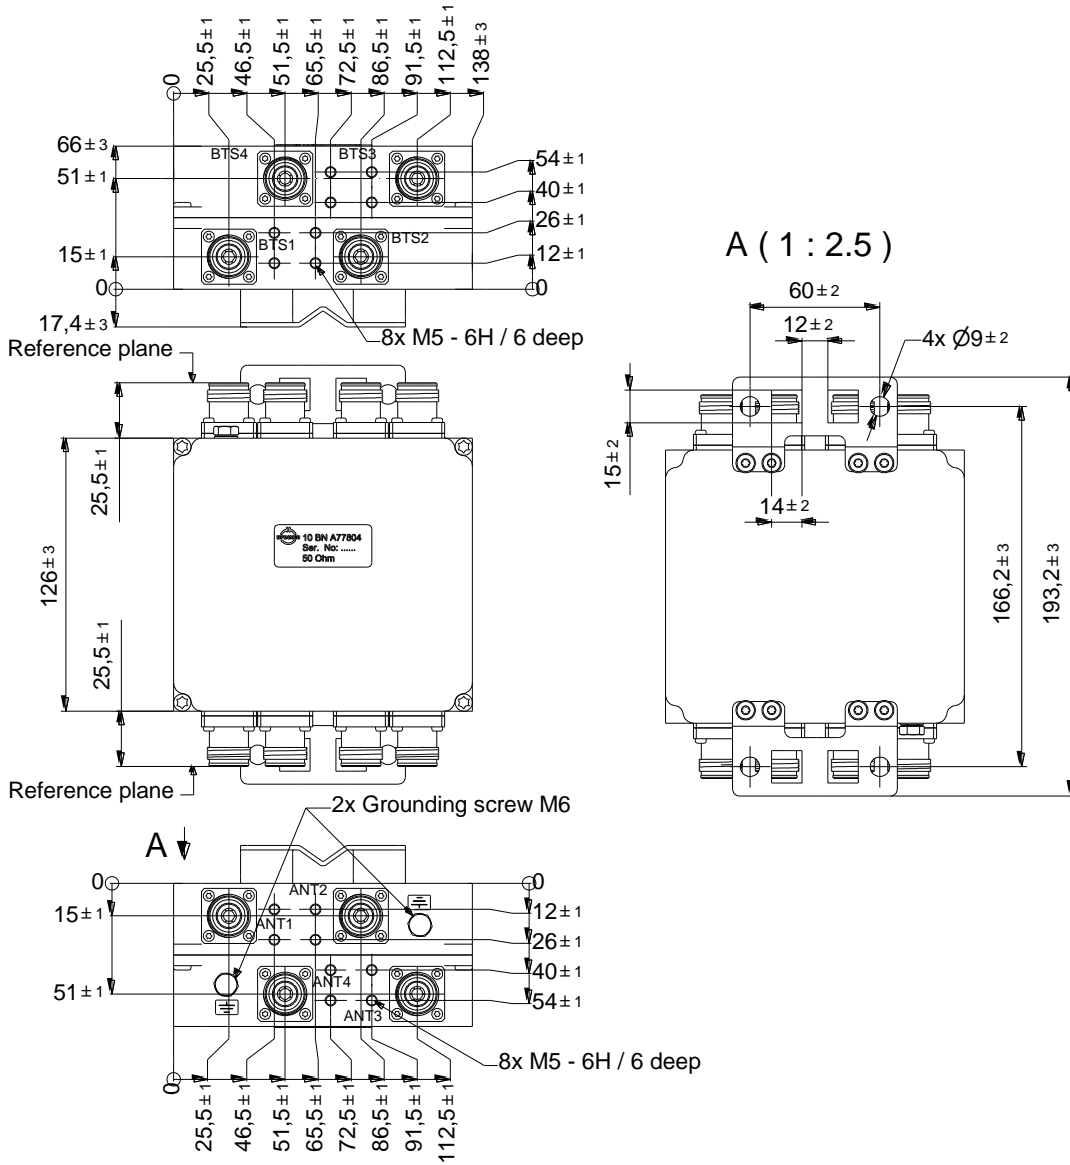 0
25,5±1
46,5±1
51,5±1
65,5±1
72,5±1
86,5±1
91,5±1
112,5±1
138±3
66±3
51±1
15±1
0
17,4±3
BTS4
BTS3
BTS1
BTS2
54±1
40±1
26±1
12±1
0
8x M5 - 6H / 6 deep
Reference plane
25,5±1
126±3
25,5±1
10 BN A77804
Ser. No: ......
50 Ohm
Reference plane
A ( 1 : 2.5 )
60±2
12±2
4x Ø9±2
15±2
14±2
166,2±3
193,2±3
2x Grounding screw M6
A
0
15±1
51±1
ANT2
ANT1
ANT4
ANT3
0
12±1
26±1
40±1
54±1
8x M5 - 6H / 6 deep
0
25,5±1
46,5±1
51,5±1
65,5±1
72,5±1
86,5±1
91,5±1
112,5±1